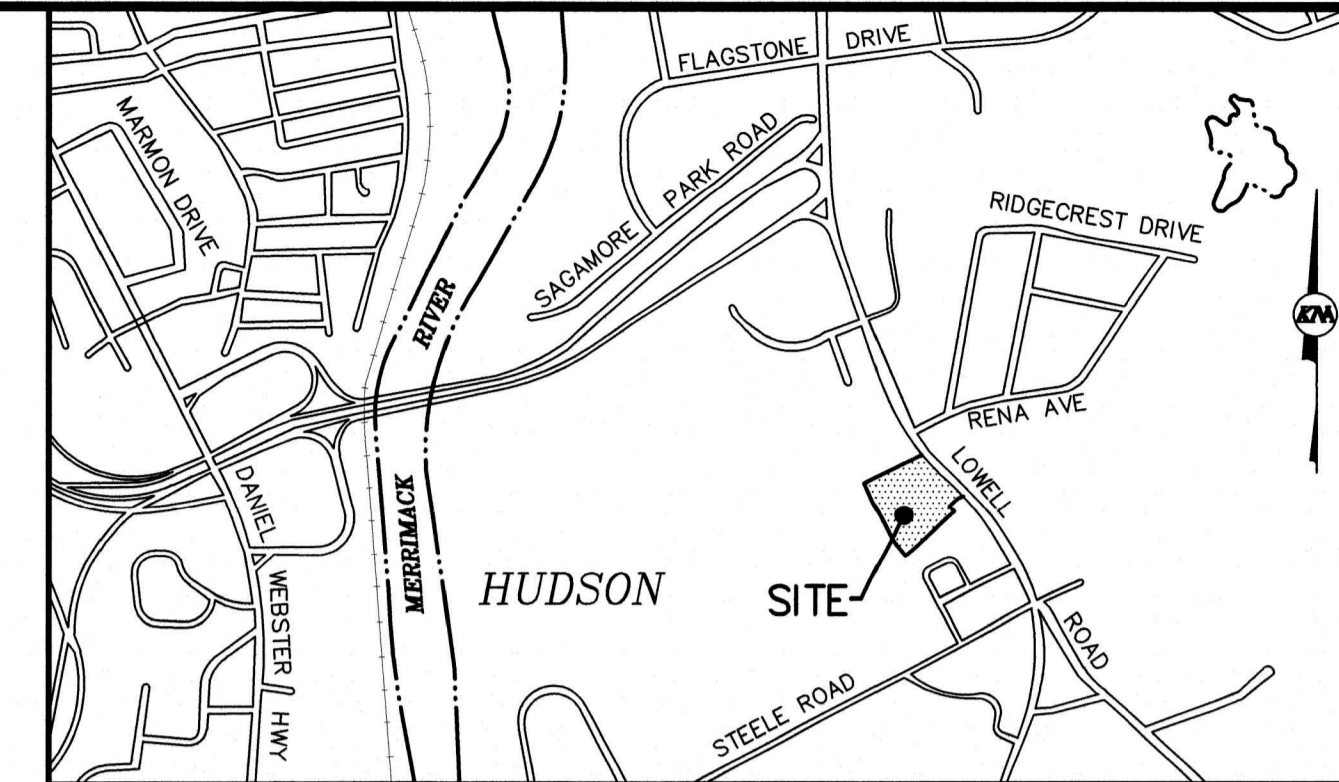 FLAGSTONE DRIVE
MARMON DRIVE
SAGAMORE PARK ROAD
RIDGECREST DRIVE
KNA
MERRIMACK RIVER
RENA AVE
LOWELL ROAD
DANIEL WEBSTER HWY
HUDSON
SITE
STEELE ROAD